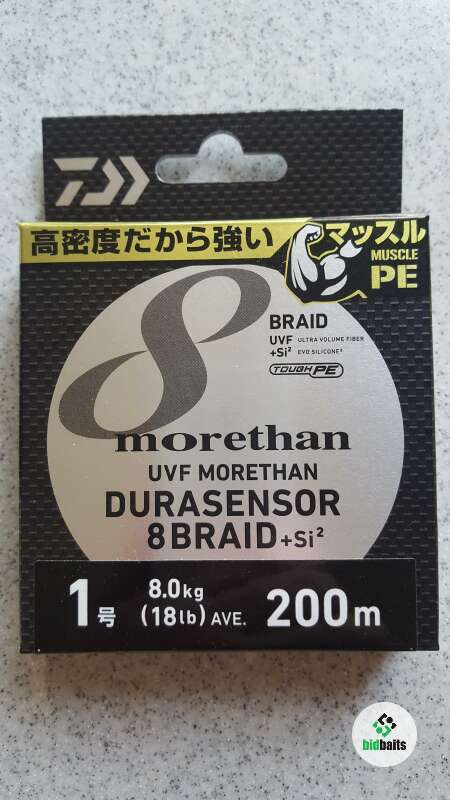 高密度だから強い
マッスル
MUSCLE
PE
8
BRAID
UVF ULTRA VOLUME FIBER
+Si² EVO SILICONE²
TOUGH PE
morethan
UVF MORETHAN
DURASENSOR
8BRAID+Si²
1号
8.0kg
(18lb) AVE.
200m
bidbaits